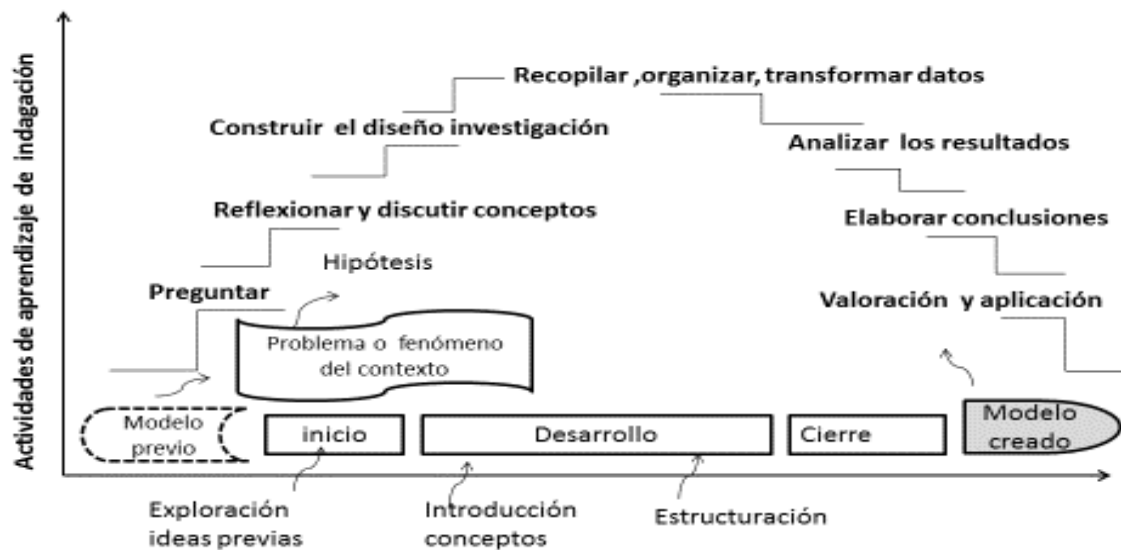 Actividades de aprendizaje de indagación
Recopilar ,organizar, transformar datos
Construir el diseño investigación
Analizar los resultados
Reflexionar y discutir conceptos
Elaborar conclusiones
Hipótesis
Preguntar
Valoración y aplicación
Problema o fenómeno
del contexto
Modelo
previo
inicio
Desarrollo
Cierre
Modelo
creado
Exploración
ideas previas
Introducción
conceptos
Estructuración